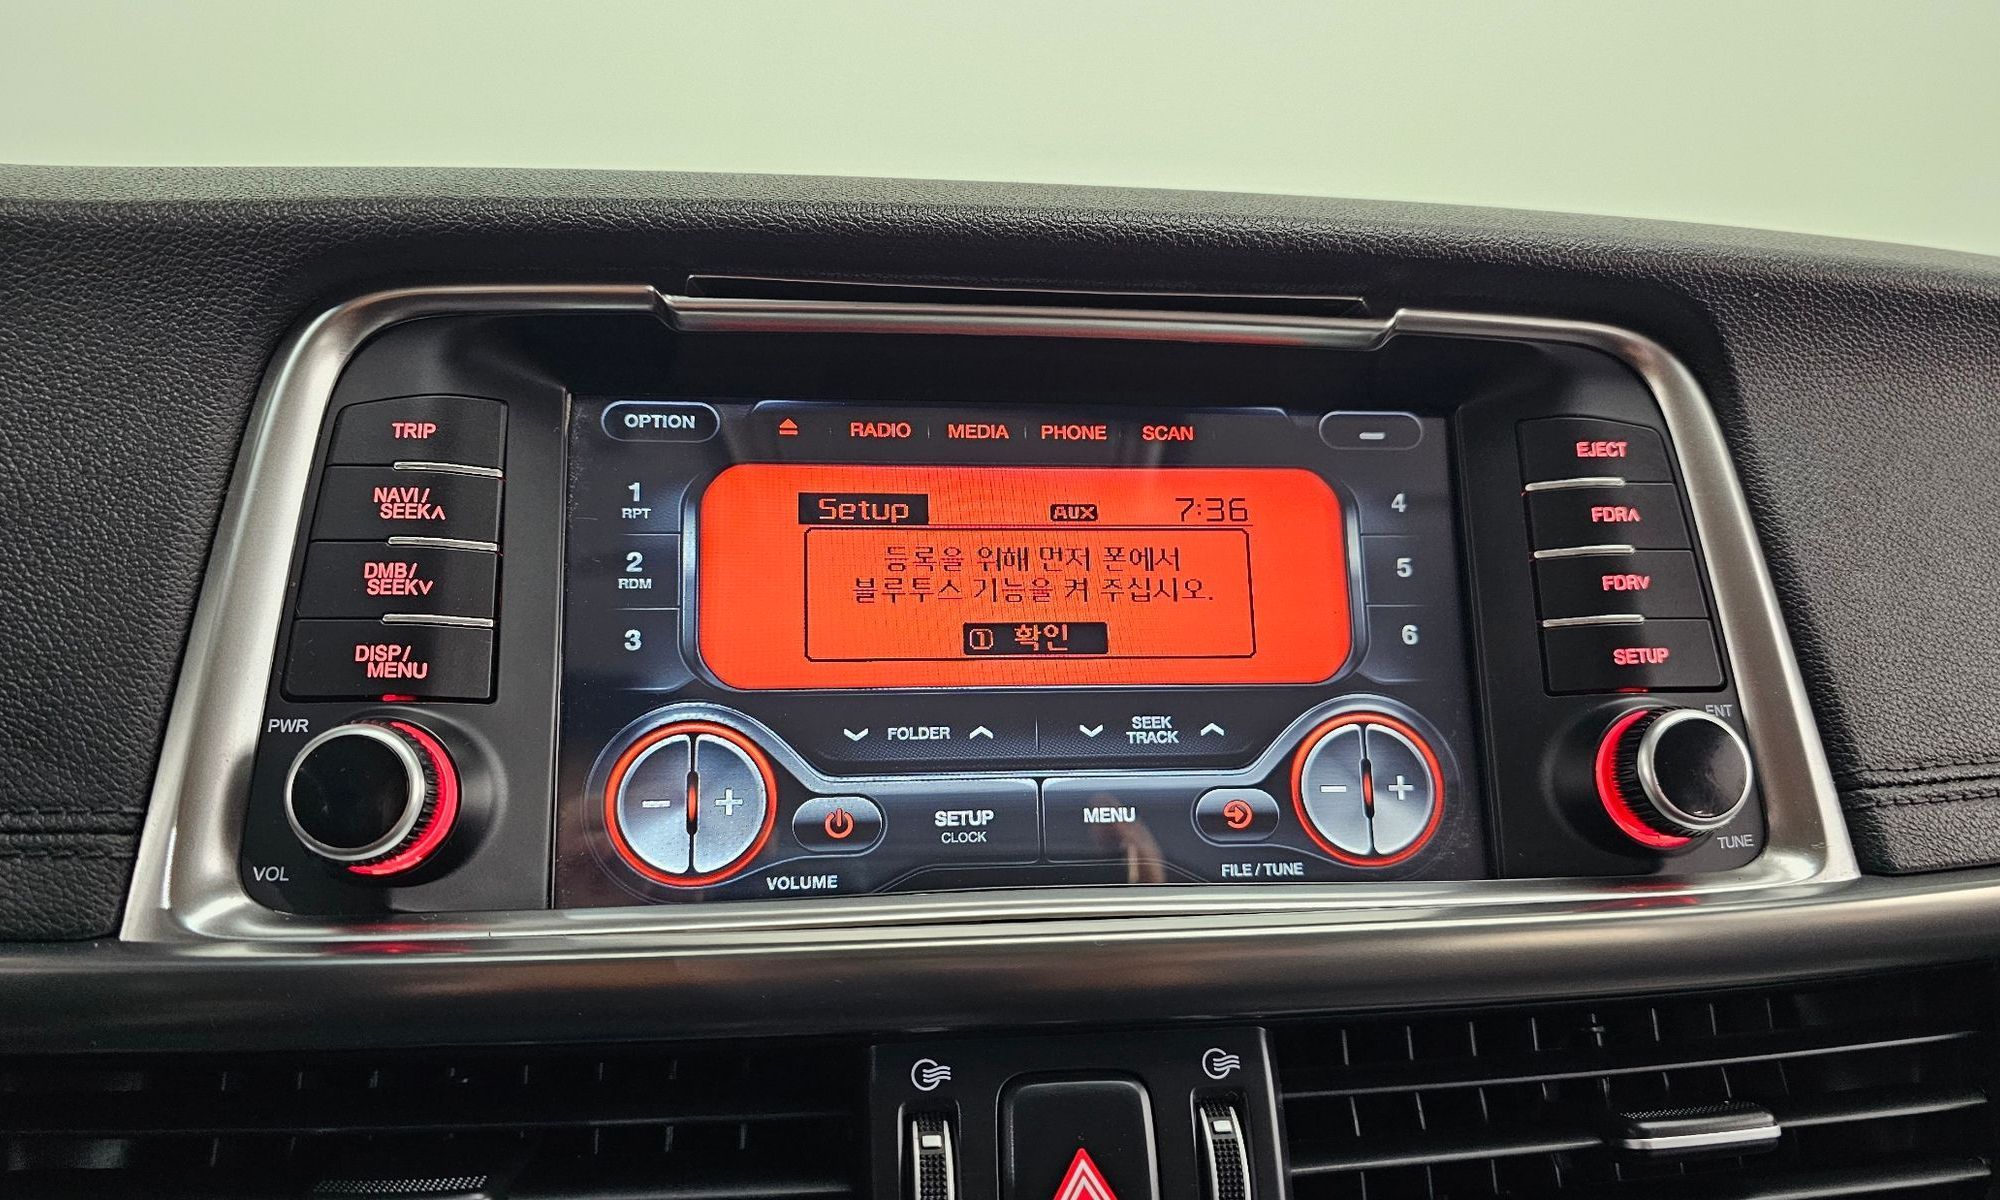 OPTION
RADIO
MEDIA
PHONE
SCAN
TRIP
NAVI/
SEEK∧
DMB/
SEEK∨
DISP/
MENU
PWR
VOL
1
RPT
2
RDM
3
Setup
AUX
7:36
등록을 위해 먼저 폰에서
블루투스 기능을 켜 주십시오.
① 확인
4
5
6
EJECT
FDR∧
FDR∨
SETUP
ENT
TUNE
FOLDER
SEEK
TRACK
VOLUME
SETUP
CLOCK
MENU
FILE / TUNE